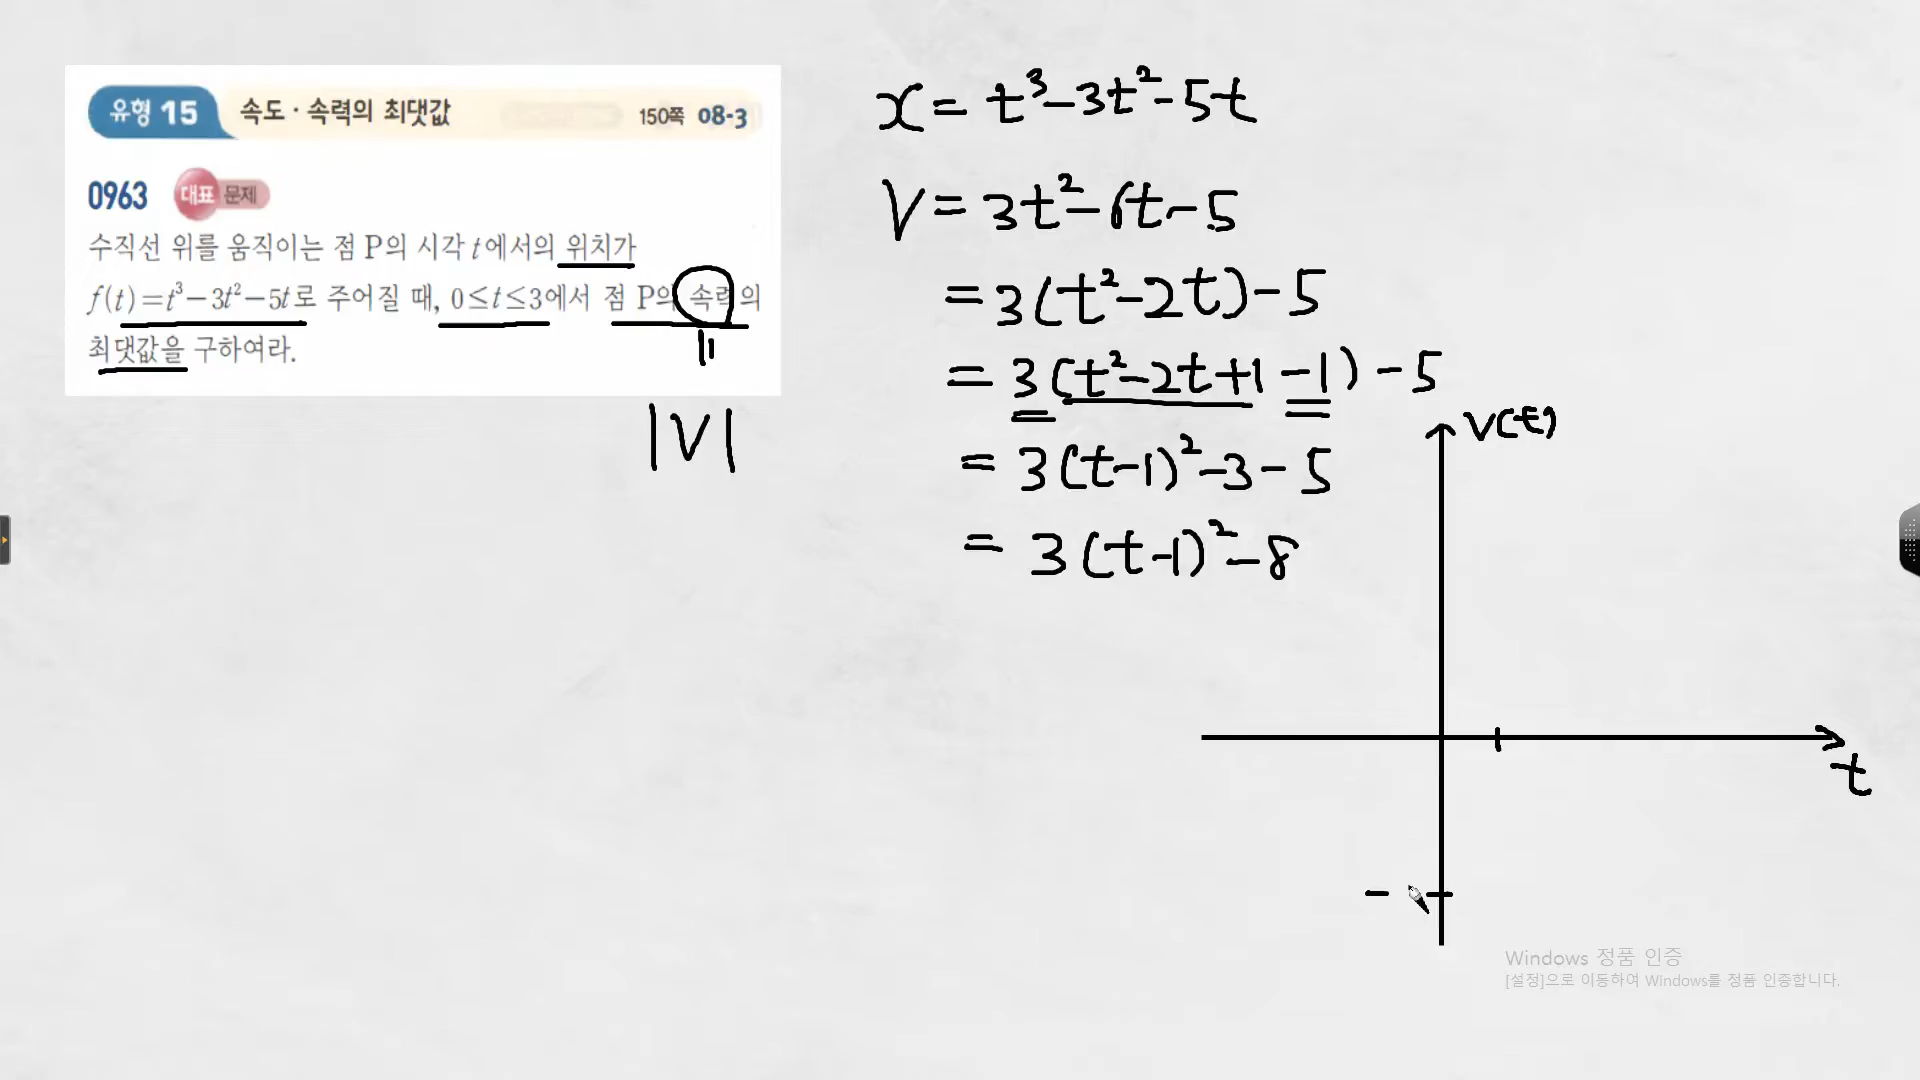 유형 15 속도·속력의 최댓값 150쪽 08-3
0963 대표 문제
수직선 위를 움직이는 점 P의 시각 t에서의 위치가
f(t)=t³-3t²-5t로 주어질 때, 0≤t≤3에서 점 P의 속력의
최댓값을 구하여라.
|V|
x = t³-3t²-5t
V = 3t²-6t-5
= 3(t²-2t)-5
= 3(t²-2t+1-1)-5
= 3(t-1)²-3-5
= 3(t-1)²-8
V(t)
t
-
Windows 정품 인증
[설정]으로 이동하여 Windows를 정품 인증합니다.